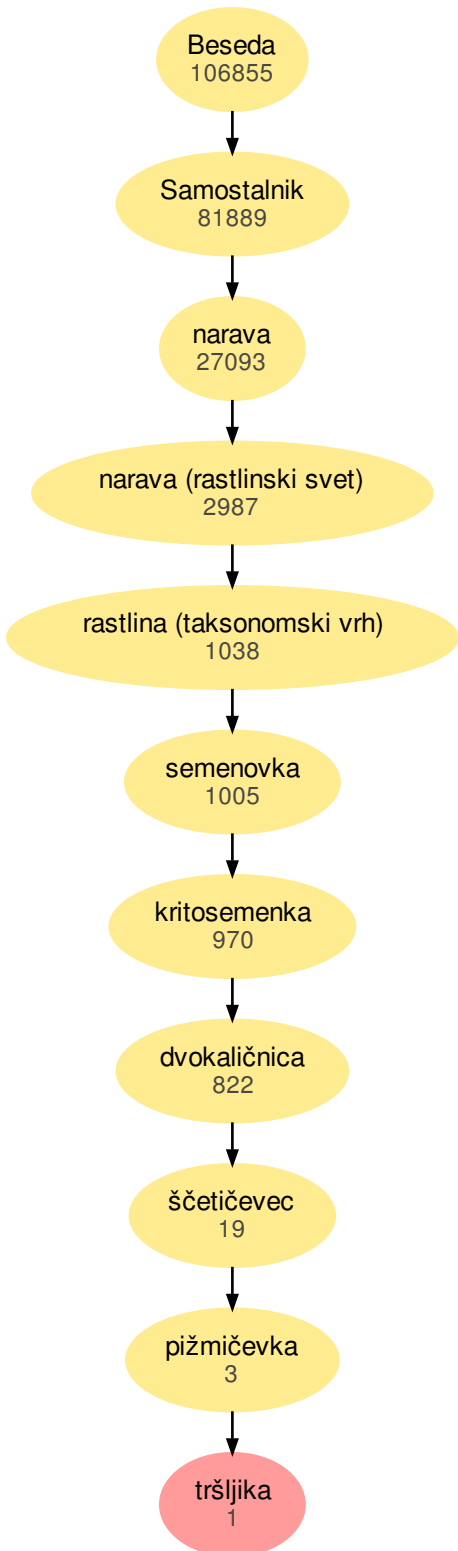 Beseda
106855
Samostalnik
81889
narava
27093
narava (rastlinski svet)
2987
rastlina (taksonomski vrh)
1038
semenovka
1005
kritosemenka
970
dvokaličnica
822
ščetičevec
19
pižmičevka
3
tršljika
1